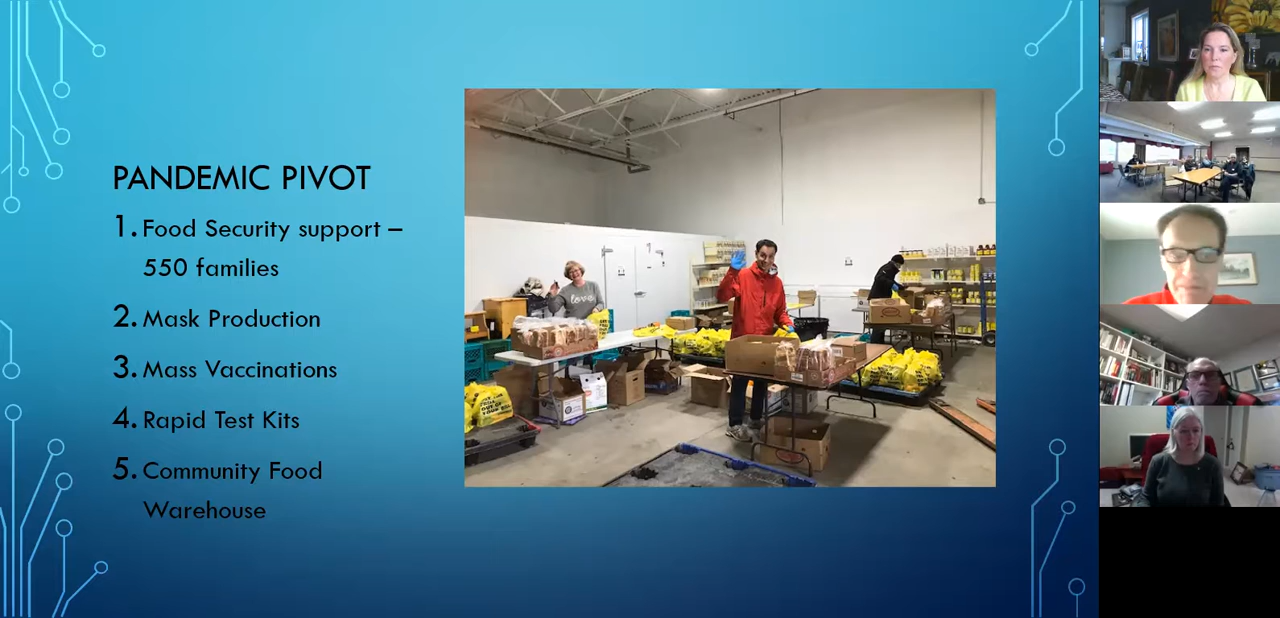 PANDEMIC PIVOT
1. Food Security support –
550 families
2. Mask Production
3. Mass Vaccinations
4. Rapid Test Kits
5. Community Food
Warehouse
love